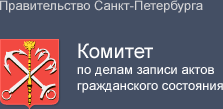 Правительство Санкт-Петербурга
Комитет
по делам записи актов
гражданского состояния